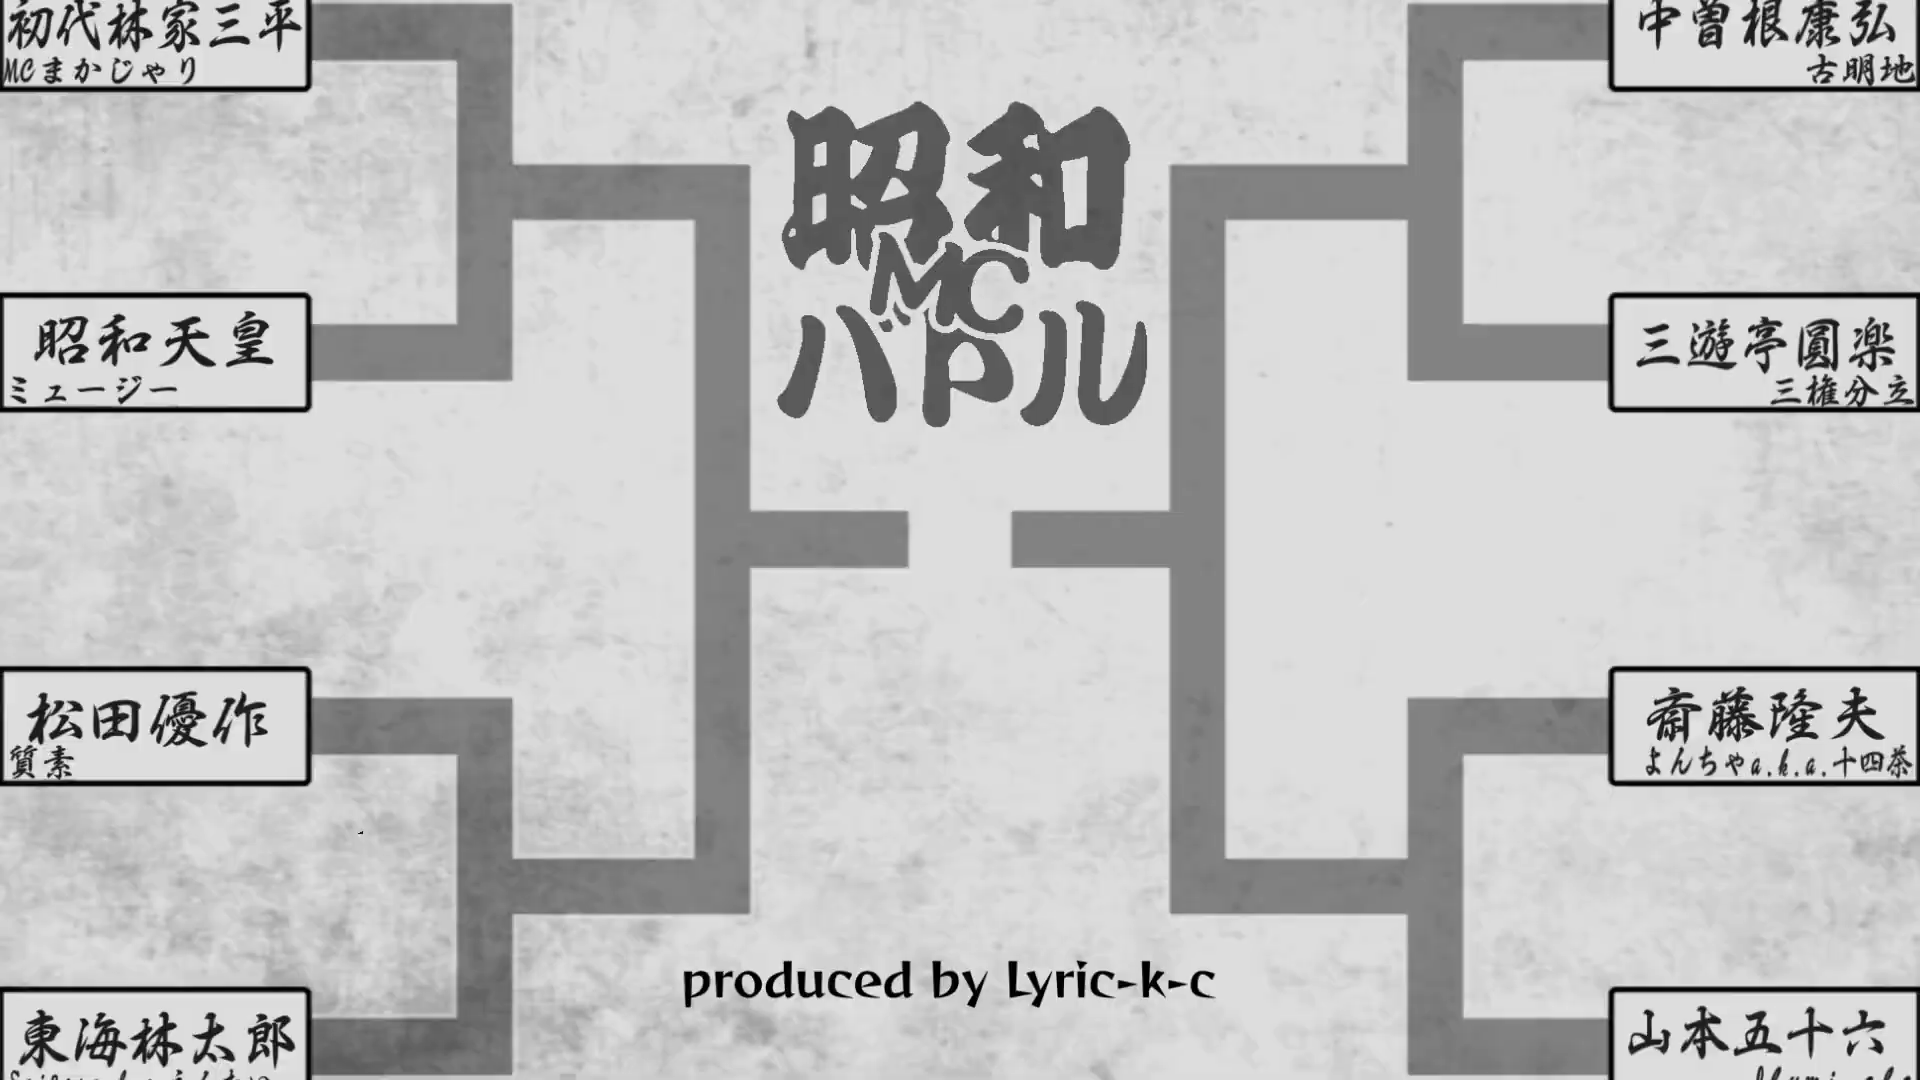 初代林家三平
MCまかじゃり
昭和天皇
ミュージー
松田優作
質素
東海林太郎
昭和
MC
バトル
produced by Lyric-k-c
中曽根康弘
古明地
三遊亭圓楽
三権分立
斎藤隆夫
よんちゃa.k.a.十四茶
山本五十六